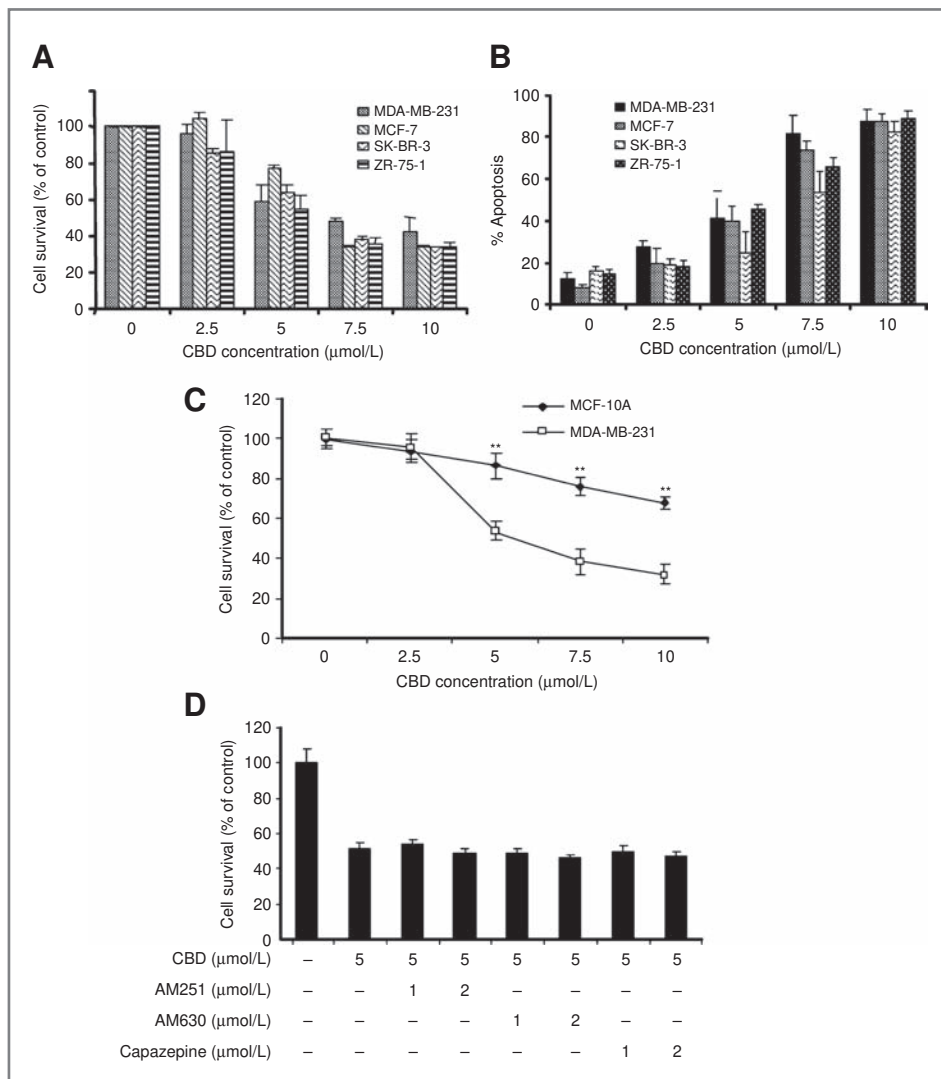 A
Cell survival (% of control)
100
80
60
40
20
0
MDA-MB-231
MCF-7
SK-BR-3
ZR-75-1
0 2.5 5 7.5 10
CBD concentration (μmol/L)
B
% Apoptosis
100
80
60
40
20
0
MDA-MB-231
MCF-7
SK-BR-3
ZR-75-1
0 2.5 5 7.5 10
CBD concentration (μmol/L)
C
Cell survival (% of control)
120
100
80
60
40
20
0
MCF-10A
MDA-MB-231
** ** **
0 2.5 5 7.5 10
CBD concentration (μmol/L)
D
Cell survival (% of control)
120
100
80
60
40
20
0
CBD (μmol/L) – 5 5 5 5 5 5 5
AM251 (μmol/L) – – 1 2 – – – –
AM630 (μmol/L) – – – – 1 2 – –
Capazepine (μmol/L) – – – – – – 1 2